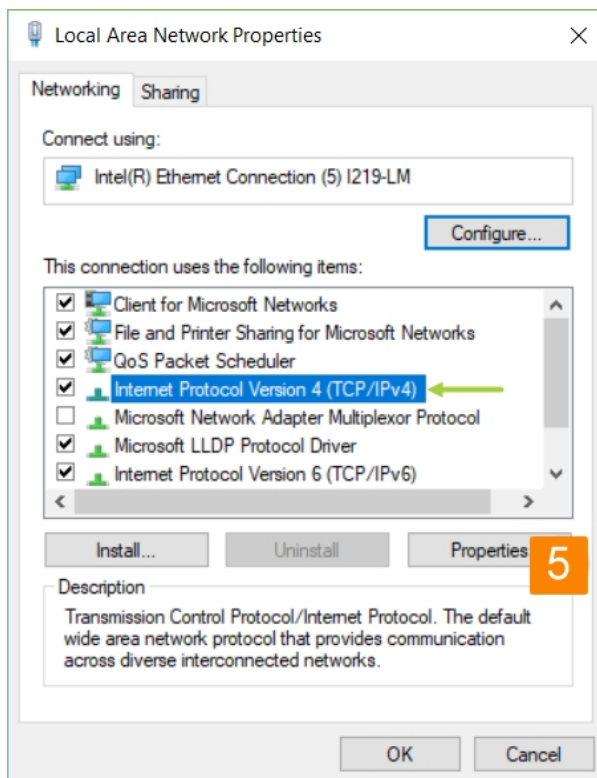 Local Area Network Properties
Networking
Sharing
Connect using:
Intel(R) Ethernet Connection (5) I219-LM
Configure...
This connection uses the following items:
Client for Microsoft Networks
File and Printer Sharing for Microsoft Networks
QoS Packet Scheduler
Internet Protocol Version 4 (TCP/IPv4)
Microsoft Network Adapter Multiplexor Protocol
Microsoft LLDP Protocol Driver
Internet Protocol Version 6 (TCP/IPv6)
Install...
Uninstall
Properties
5
Description
Transmission Control Protocol/Internet Protocol. The default
wide area network protocol that provides communication
across diverse interconnected networks.
OK
Cancel